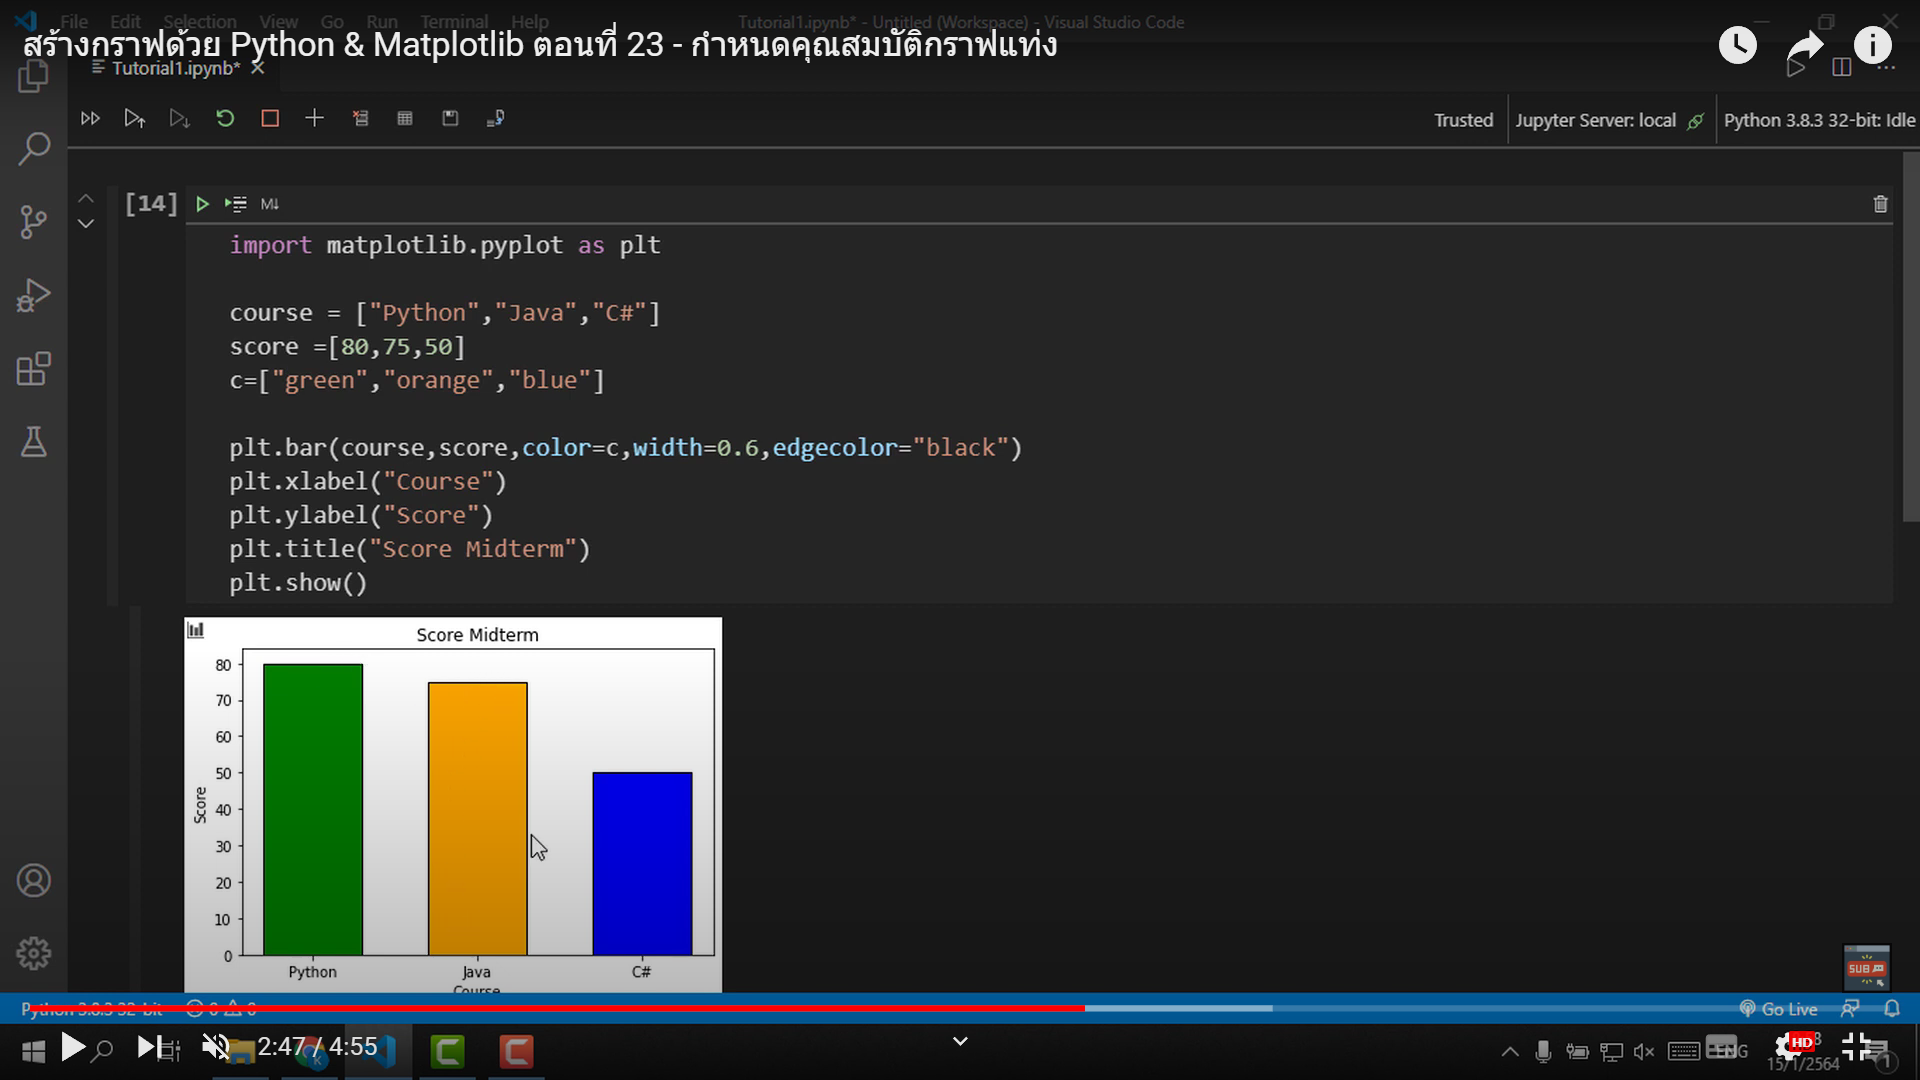 File Edit Selection View Go Run Terminal Help
Tutorial1.ipynb* - Untitled (Workspace) - Visual Studio Code
สร้างกราฟด้วย Python & Matplotlib ตอนที่ 23 - กำหนดคุณสมบัติกราฟแท่ง
Tutorial1.ipynb*
Trusted
Jupyter Server: local
Python 3.8.3 32-bit: Idle
[14]
M↓
import matplotlib.pyplot as plt
course = ["Python","Java","C#"]
score =[80,75,50]
c=["green","orange","blue"]
plt.bar(course,score,color=c,width=0.6,edgecolor="black")
plt.xlabel("Course")
plt.ylabel("Score")
plt.title("Score Midterm")
plt.show()
Score Midterm
80
70
60
50
40
30
20
10
0
Score
Python Java C#
Course
SUB
Python 3.8.3 32-bit 0 0
Go Live
2:47 / 4:55
ENG
HD
15/1/2564
1